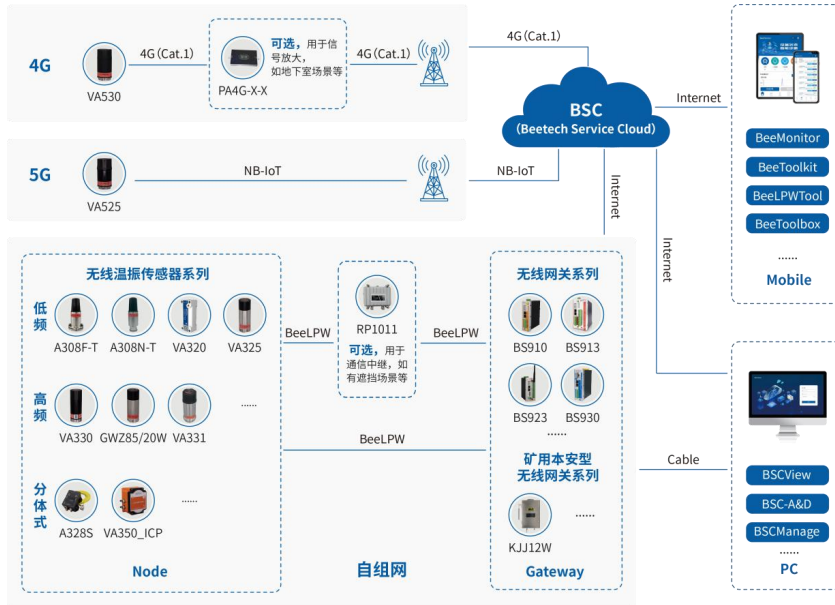 4G
VA530
4G(Cat.1)
PA4G-X-X
可选，用于信
号放大，
如地下室场景等
4G(Cat.1)
4G(Cat.1)
5G
VA525
NB-IoT
NB-IoT
BSC
(Beetech Service Cloud)
Internet
Internet
Internet
BeeMonitor
BeeToolkit
BeeLPWTool
BeeToolbox
......
Mobile
无线温振传感器系列
低频
A308F-T
A308N-T
VA320
VA325
高频
VA330
GWZ85/20W
VA331
......
分体式
A328S
VA350_ICP
......
Node
BeeLPW
RP1011
可选，用于
通信中继，如
有遮挡场景等
BeeLPW
BeeLPW
自组网
无线网关系列
BS910
BS913
BS923
BS930
......
矿用本安型
无线网关系列
KJJ12W
......
Gateway
Cable
BSCView
BSC-A&D
BSCManage
......
PC